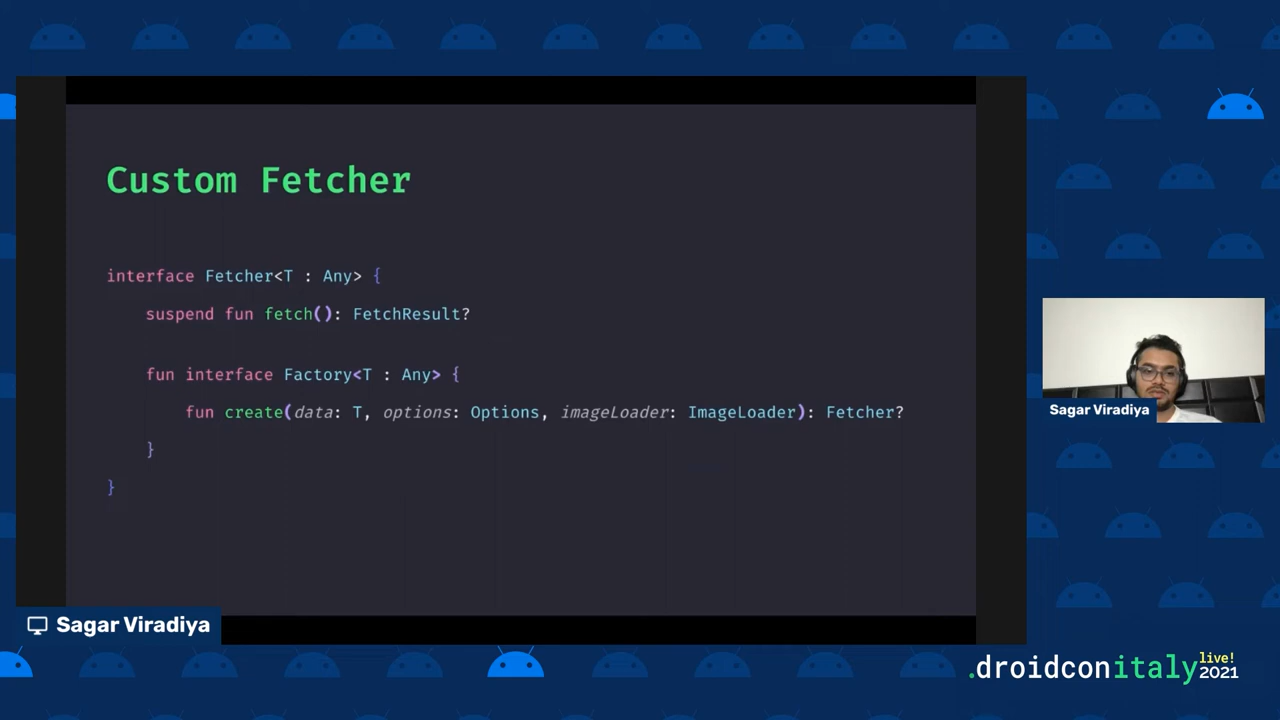 Custom Fetcher
interface Fetcher<T : Any> {
suspend fun fetch(): FetchResult?
fun interface Factory<T : Any> {
fun create(data: T, options: Options, imageLoader: ImageLoader): Fetcher?
}
}
Sagar Viradiya
Sagar Viradiya
.droidconitaly live! 2021